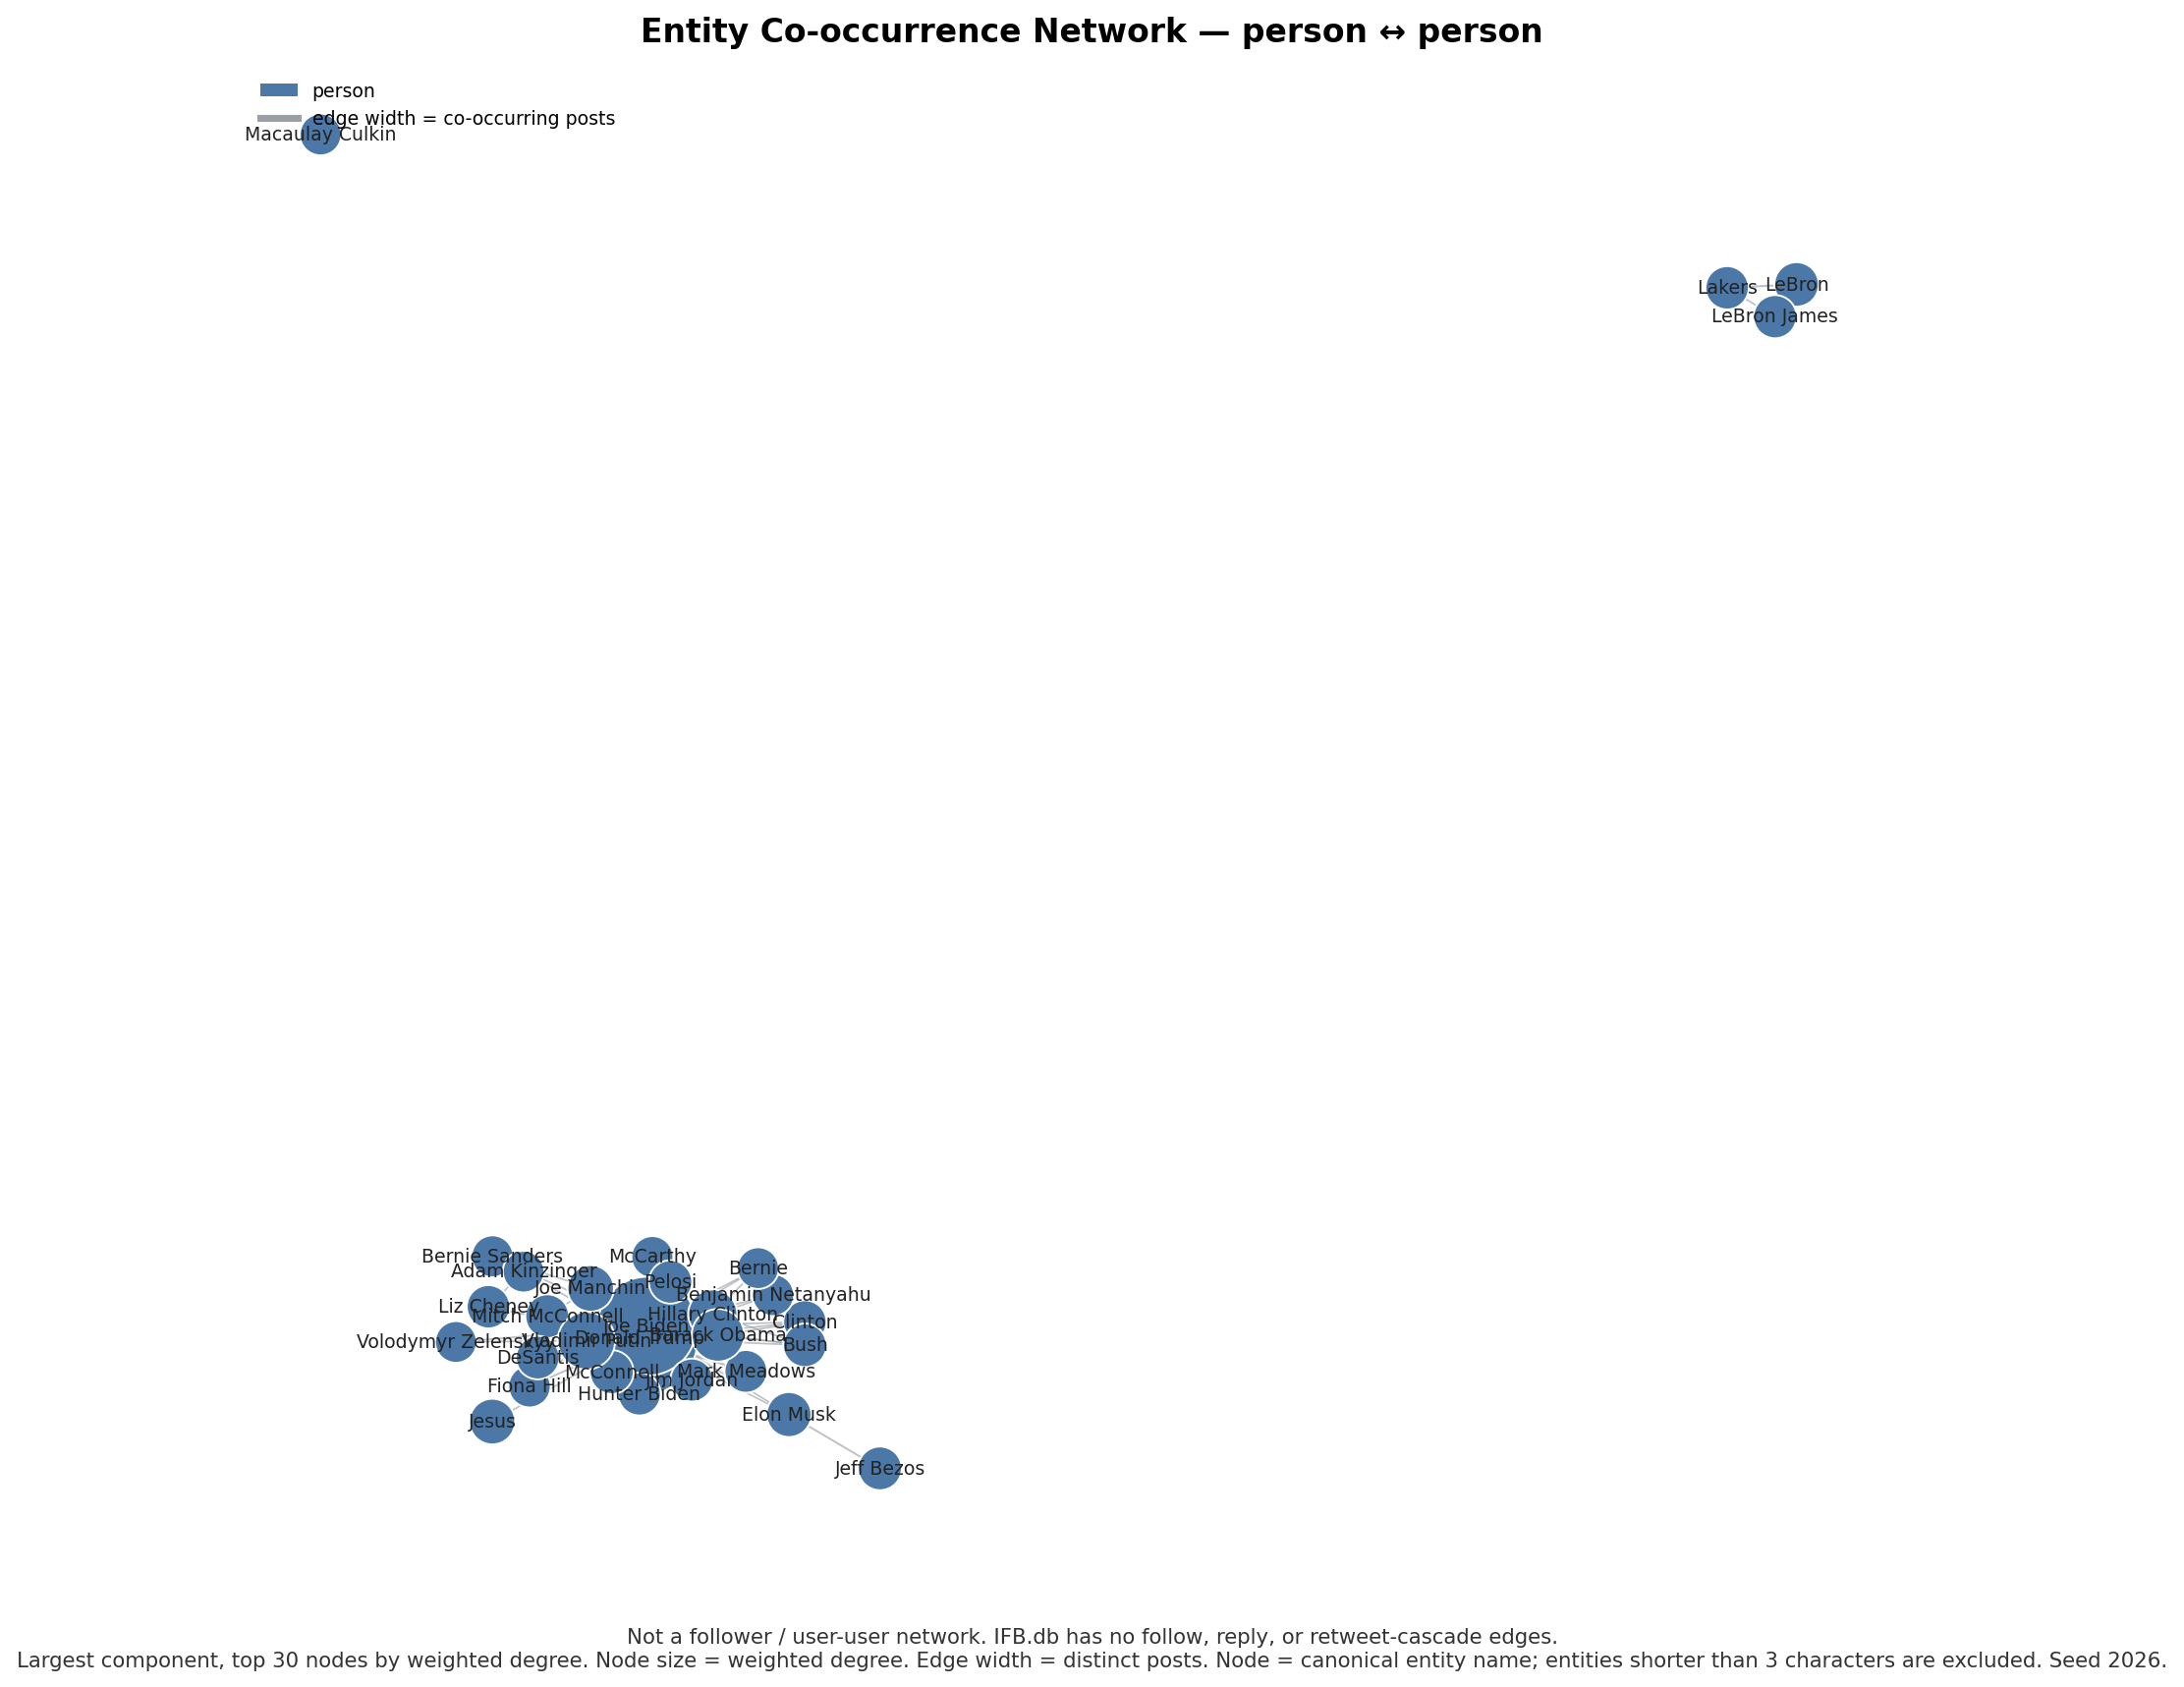 Entity Co-occurrence Network — person ↔ person
person
edge width = co-occurring posts
Macaulay Culkin
Lakers
LeBron
LeBron James
Bernie Sanders
McCarthy
Adam Kinzinger
Bernie
Pelosi
Joe Manchin
Benjamin Netanyahu
Liz Cheney
Mitch McConnell
Hillary Clinton
Clinton
Joe Biden
Volodymyr Zelenskyy
Vladimir Putin
Donald Trump
Barack Obama
Bush
DeSantis
McConnell
Mark Meadows
Jim Jordan
Fiona Hill
Hunter Biden
Elon Musk
Jesus
Jeff Bezos
Not a follower / user-user network. IFB.db has no follow, reply, or retweet-cascade edges.
Largest component, top 30 nodes by weighted degree. Node size = weighted degree. Edge width = distinct posts. Node = canonical entity name; entities shorter than 3 characters are excluded. Seed 2026.